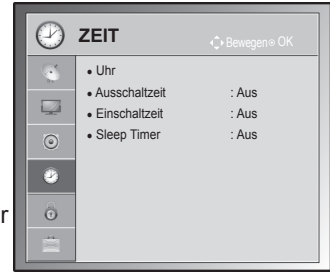 ZEIT
Bewegen OK
• Uhr
• Ausschaltzeit : Aus
• Einschaltzeit : Aus
• Sleep Timer : Aus
r